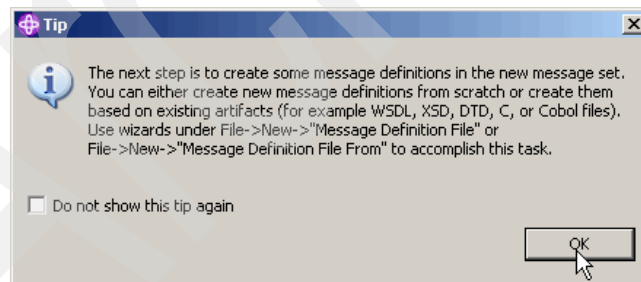 Tip
The next step is to create some message definitions in the new message set.
You can either create new message definitions from scratch or create them
based on existing artifacts (for example WSDL, XSD, DTD, C, or Cobol files).
Use wizards under File->New->"Message Definition File" or
File->New->"Message Definition File From" to accomplish this task.
Do not show this tip again
OK